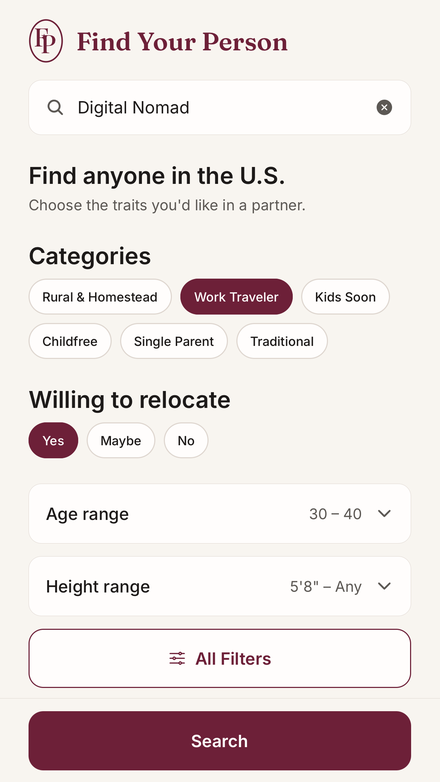 FP
Find Your Person
Digital Nomad
Find anyone in the U.S.
Choose the traits you'd like in a partner.
Categories
Rural & Homestead
Work Traveler
Kids Soon
Childfree
Single Parent
Traditional
Willing to relocate
Yes
Maybe
No
Age range
30 – 40
Height range
5'8" – Any
All Filters
Search